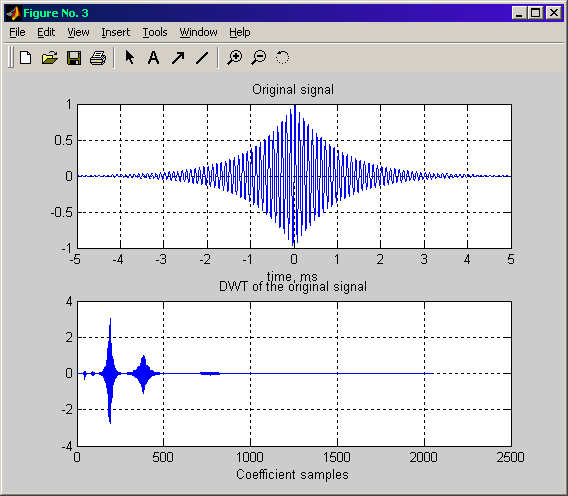 Figure No. 3
File Edit View Insert Tools Window Help
A
Original signal
1
0.5
0
-0.5
-1
-5 -4 -3 -2 -1 0 1 2 3 4 5
time, ms
DWT of the original signal
4
2
0
-2
-4
0 500 1000 1500 2000 2500
Coefficient samples